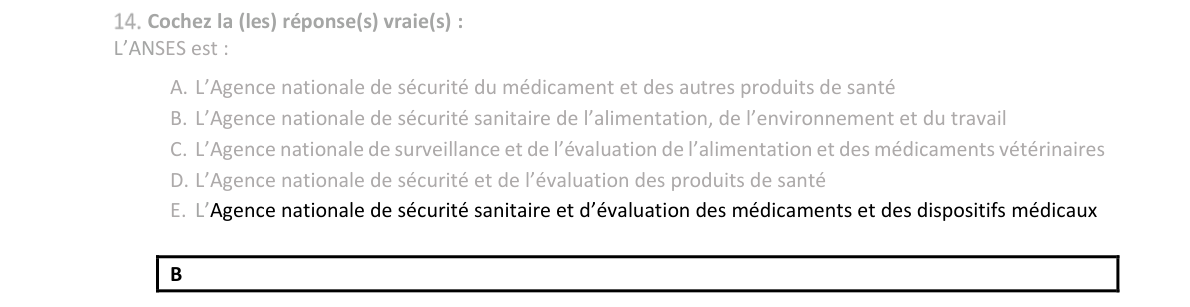 14. Cochez la (les) réponse(s) vraie(s) :
L’ANSES est :
A. L’Agence nationale de sécurité du médicament et des autres produits de santé
B. L’Agence nationale de sécurité sanitaire de l’alimentation, de l’environnement et du travail
C. L’Agence nationale de surveillance et de l’évaluation de l’alimentation et des médicaments vétérinaires
D. L’Agence nationale de sécurité et de l’évaluation des produits de santé
E. L’Agence nationale de sécurité sanitaire et d’évaluation des médicaments et des dispositifs médicaux
B